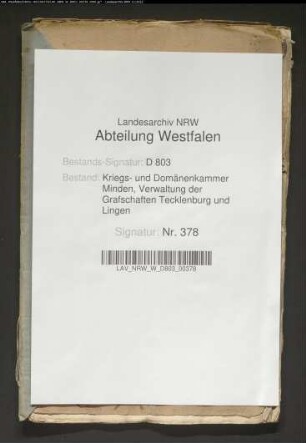 Landesarchiv NRW
Abteilung Westfalen
Bestands-Signatur: D 803
Bestand: Kriegs- und Domänenkammer
Minden, Verwaltung der
Grafschaften Tecklenburg und
Lingen
Signatur: Nr. 378
LAV_NRW_W_D803_00378